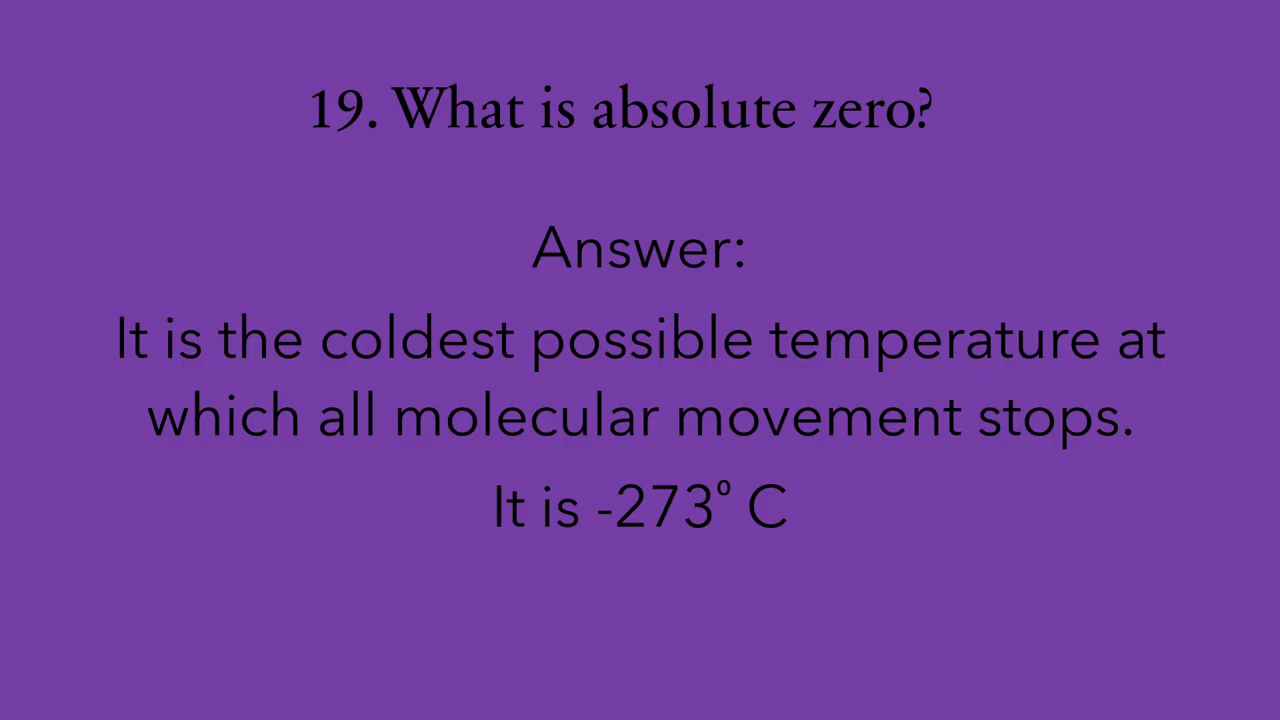 19. What is absolute zero?
Answer:
It is the coldest possible temperature at
which all molecular movement stops.
It is -273⁰ C